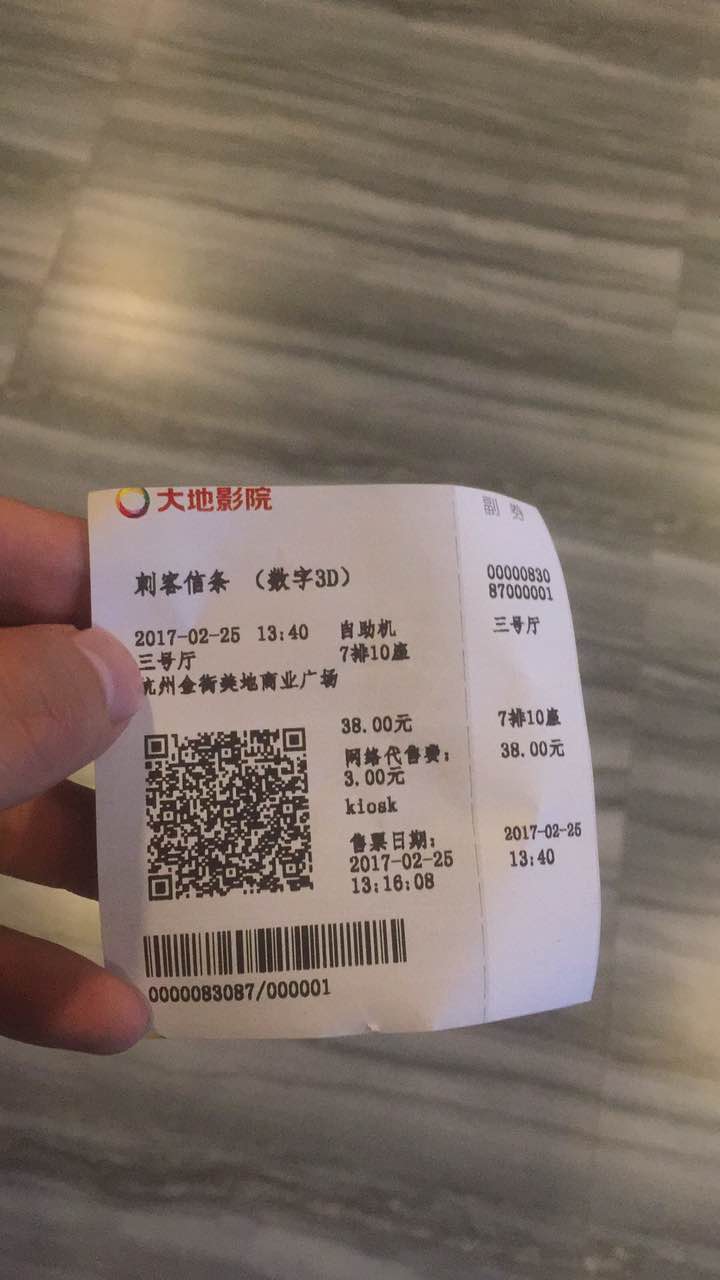 大地影院
刺客信条 （数字3D）
2017-02-25 13:40 自助机
三号厅 7排10座
杭州金街美地商业广场
38.00元
网络代售费：
3.00元
kiosk
售票日期：
2017-02-25
13:16:08
0000083087/000001
副 券
00000830
87000001
三号厅
7排10座
38.00元
2017-02-25
13:40